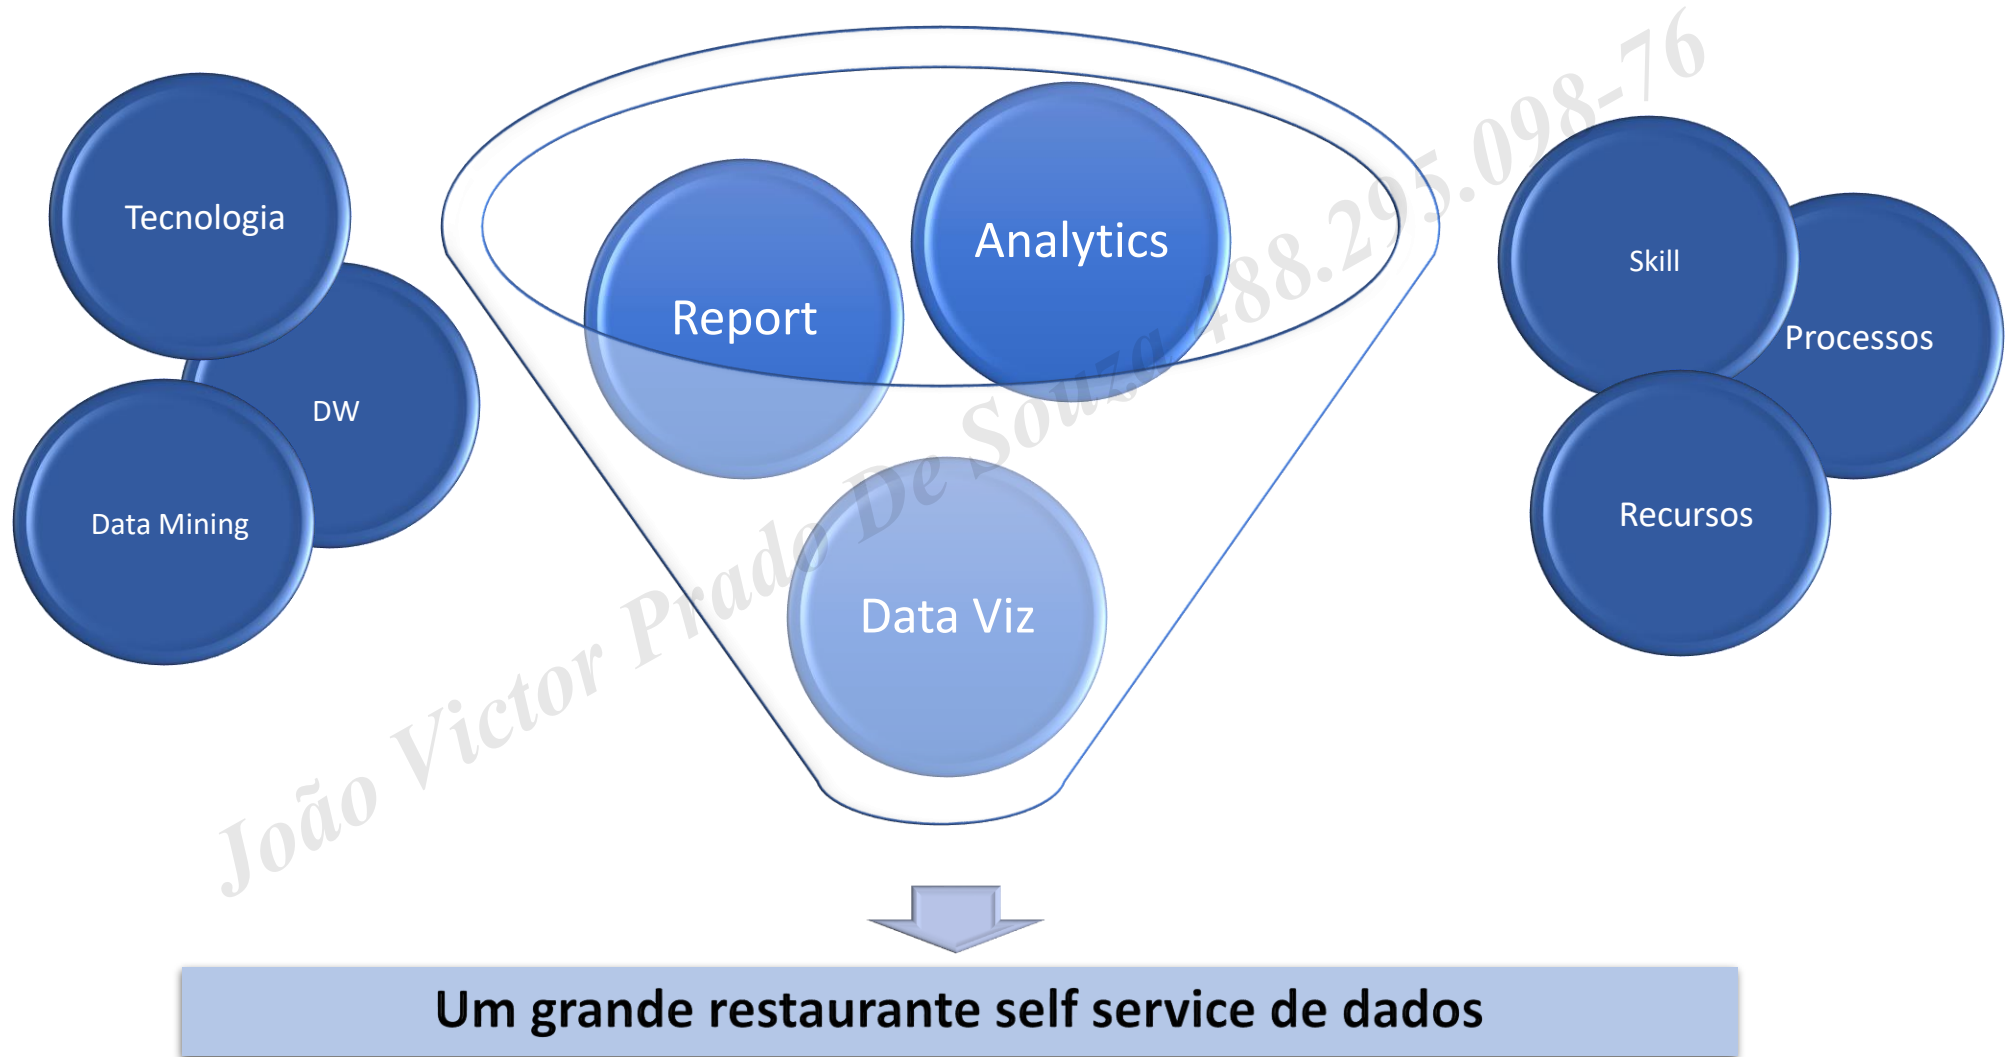 Tecnologia
DW
Data Mining
Report
Analytics
Data Viz
Skill
Processos
Recursos
João Victor Prado De Souza 488.295.098-76
Um grande restaurante self service de dados